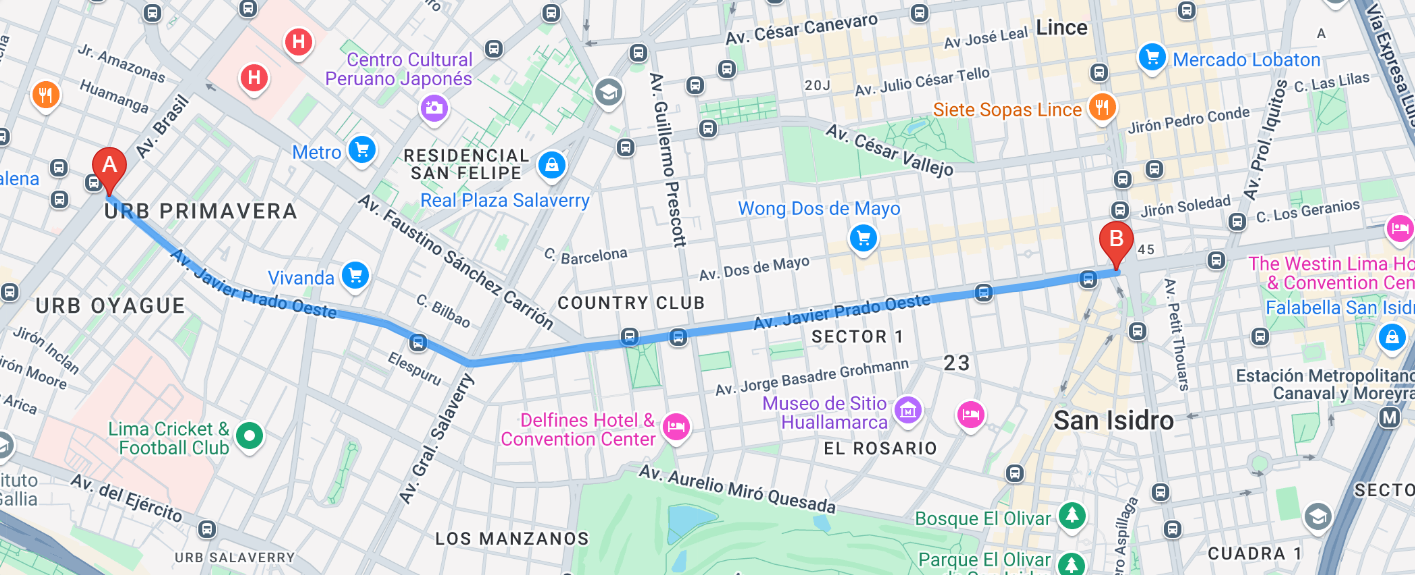 Av. César Canevaro
Lince
Av José Leal
A
Vía Expresa Luis
Jr. Amazonas
H
Centro Cultural
Peruano Japonés
Mercado Lobaton
H
Huamanga
20J
Av. Julio César Tello
C. Las Lilas
Av. Brasil
Av. Guillermo Prescott
Siete Sopas Lince
Jirón Pedro Conde
Av. Prol. Iquitos
Metro
RESIDENCIAL
SAN FELIPE
Av. César Vallejo
A
alena
Real Plaza Salaverry
URB PRIMAVERA
Av. Faustino Sánchez Carrión
Wong Dos de Mayo
Jirón Soledad
C. Los Geranios
B
45
C. Barcelona
Av. Dos de Mayo
The Westin Lima Ho
& Convention Cen
Av. Javier Prado Oeste
Vivanda
URB OYAGUE
C. Bilbao
COUNTRY CLUB
Av. Javier Prado Oeste
SECTOR 1
Av. Petit Thouars
Falabella San Isidr
Jirón Inclan
Jirón Moore
Arica
Elespuru
Av. Gral. Salaverry
Av. Jorge Basadre Grohmann
23
Estación Metropolitano
Canaval y Moreyra
M
Museo de Sitio
Huallamarca
Delfines Hotel &
Convention Center
San Isidro
Lima Cricket &
Football Club
EL ROSARIO
ituto
Gallia
Av. del Ejército
Av. Aurelio Miró Quesada
SECTO
Bosque El Olivar
ero Aspíllaga
LOS MANZANOS
URB SALAVERRY
CUADRA 1
Parque El Olivar